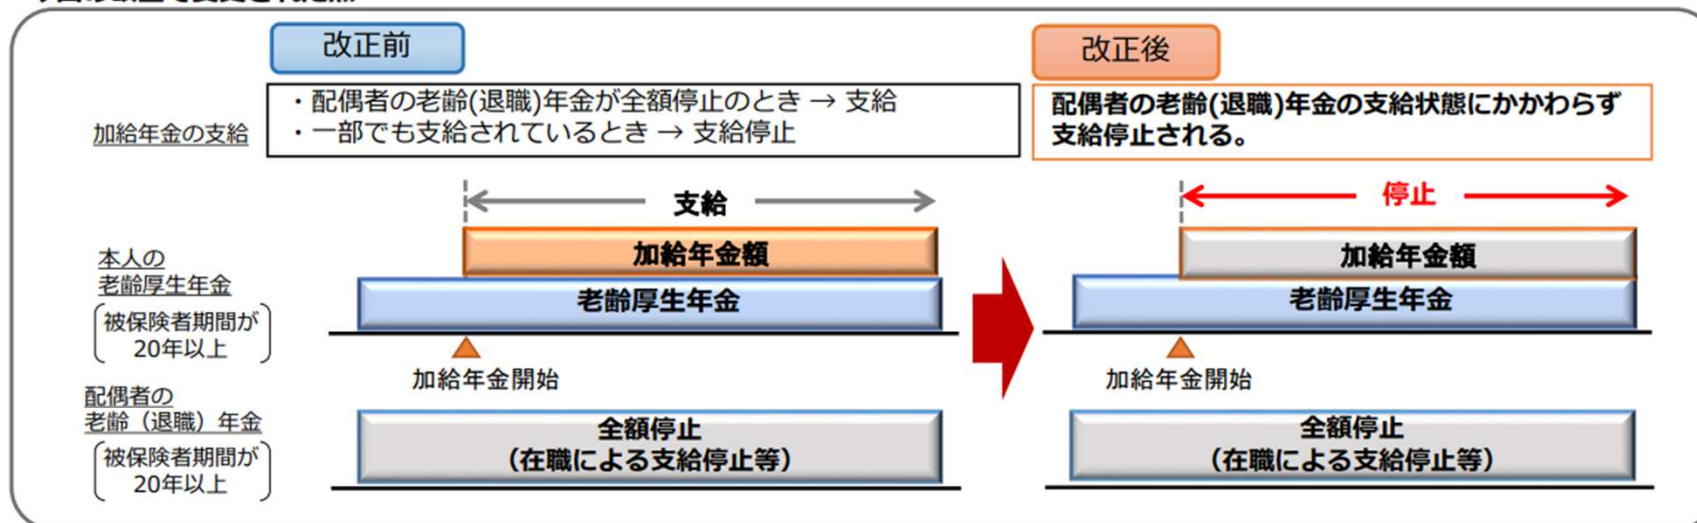 改正前
改正後
加給年金の支給
・配偶者の老齢(退職)年金が全額停止のとき → 支給
・一部でも支給されているとき → 支給停止
配偶者の老齢(退職)年金の支給状態にかかわらず
支給停止される。
支給
停止
本人の
老齢厚生年金
被保険者期間が
20年以上
加給年金額
老齢厚生年金
加給年金開始
加給年金額
老齢厚生年金
加給年金開始
配偶者の
老齢（退職）年金
被保険者期間が
20年以上
全額停止
（在職による支給停止等）
全額停止
（在職による支給停止等）